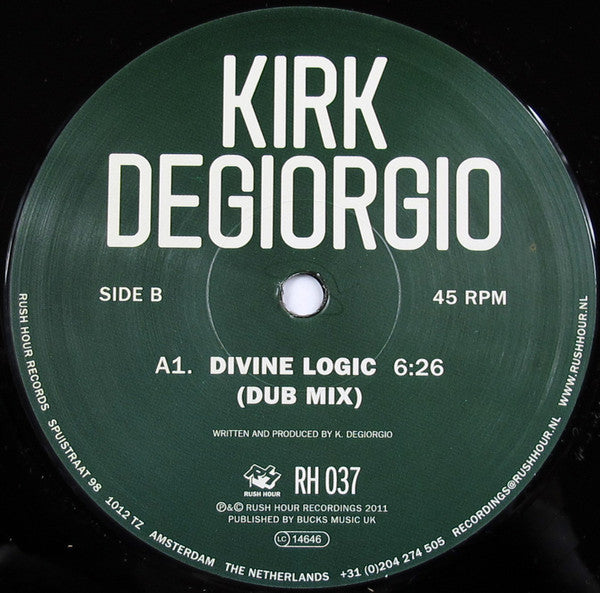 KIRK
DEGIORGIO
SIDE B
45 RPM
A1. DIVINE LOGIC 6:26
(DUB MIX)
WRITTEN AND PRODUCED BY K. DEGIORGIO
RUSH HOUR
RH 037
℗&© RUSH HOUR RECORDINGS 2011
PUBLISHED BY BUCKS MUSIC UK
LC 14646
RUSH HOUR RECORDS SPUISTRAAT 98 1012 TZ AMSTERDAM THE NETHERLANDS +31 (0)204 274 505 RECORDINGS@RUSHHOUR.NL WWW.RUSHHOUR.NL